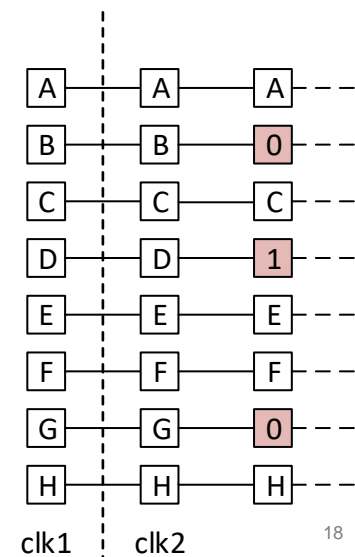 A A A
B B 0
C C C
D D 1
E E E
F F F
G G 0
H H H
clk1 clk2
18